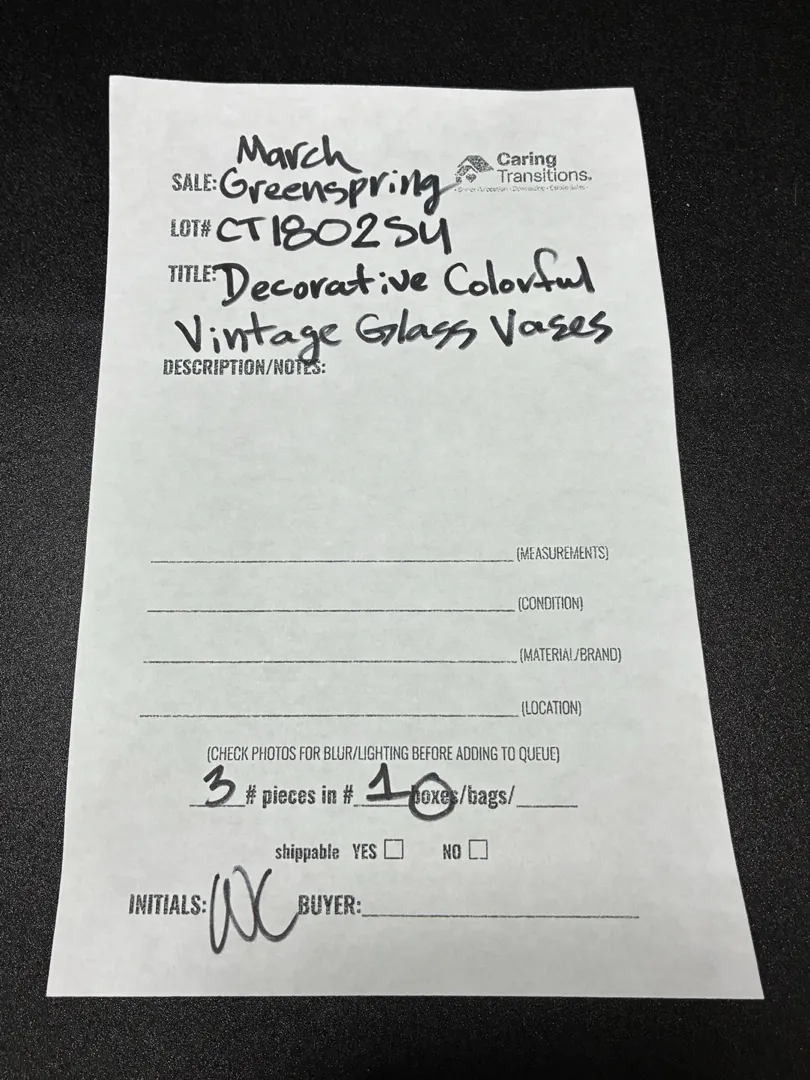 March
SALE: Greenspring
Caring
Transitions.
LOT# CT1802SU
TITLE: Decorative Colorful
Vintage Glass Vases
DESCRIPTION/NOTES:
(MEASUREMENTS)
(CONDITION)
(MATERIAL/BRAND)
(LOCATION)
(CHECK PHOTOS FOR BLUR/LIGHTING BEFORE ADDING TO QUEUE)
3 # pieces in # 1 boxes/bags/
shippable YES NO
INITIALS: WC BUYER: